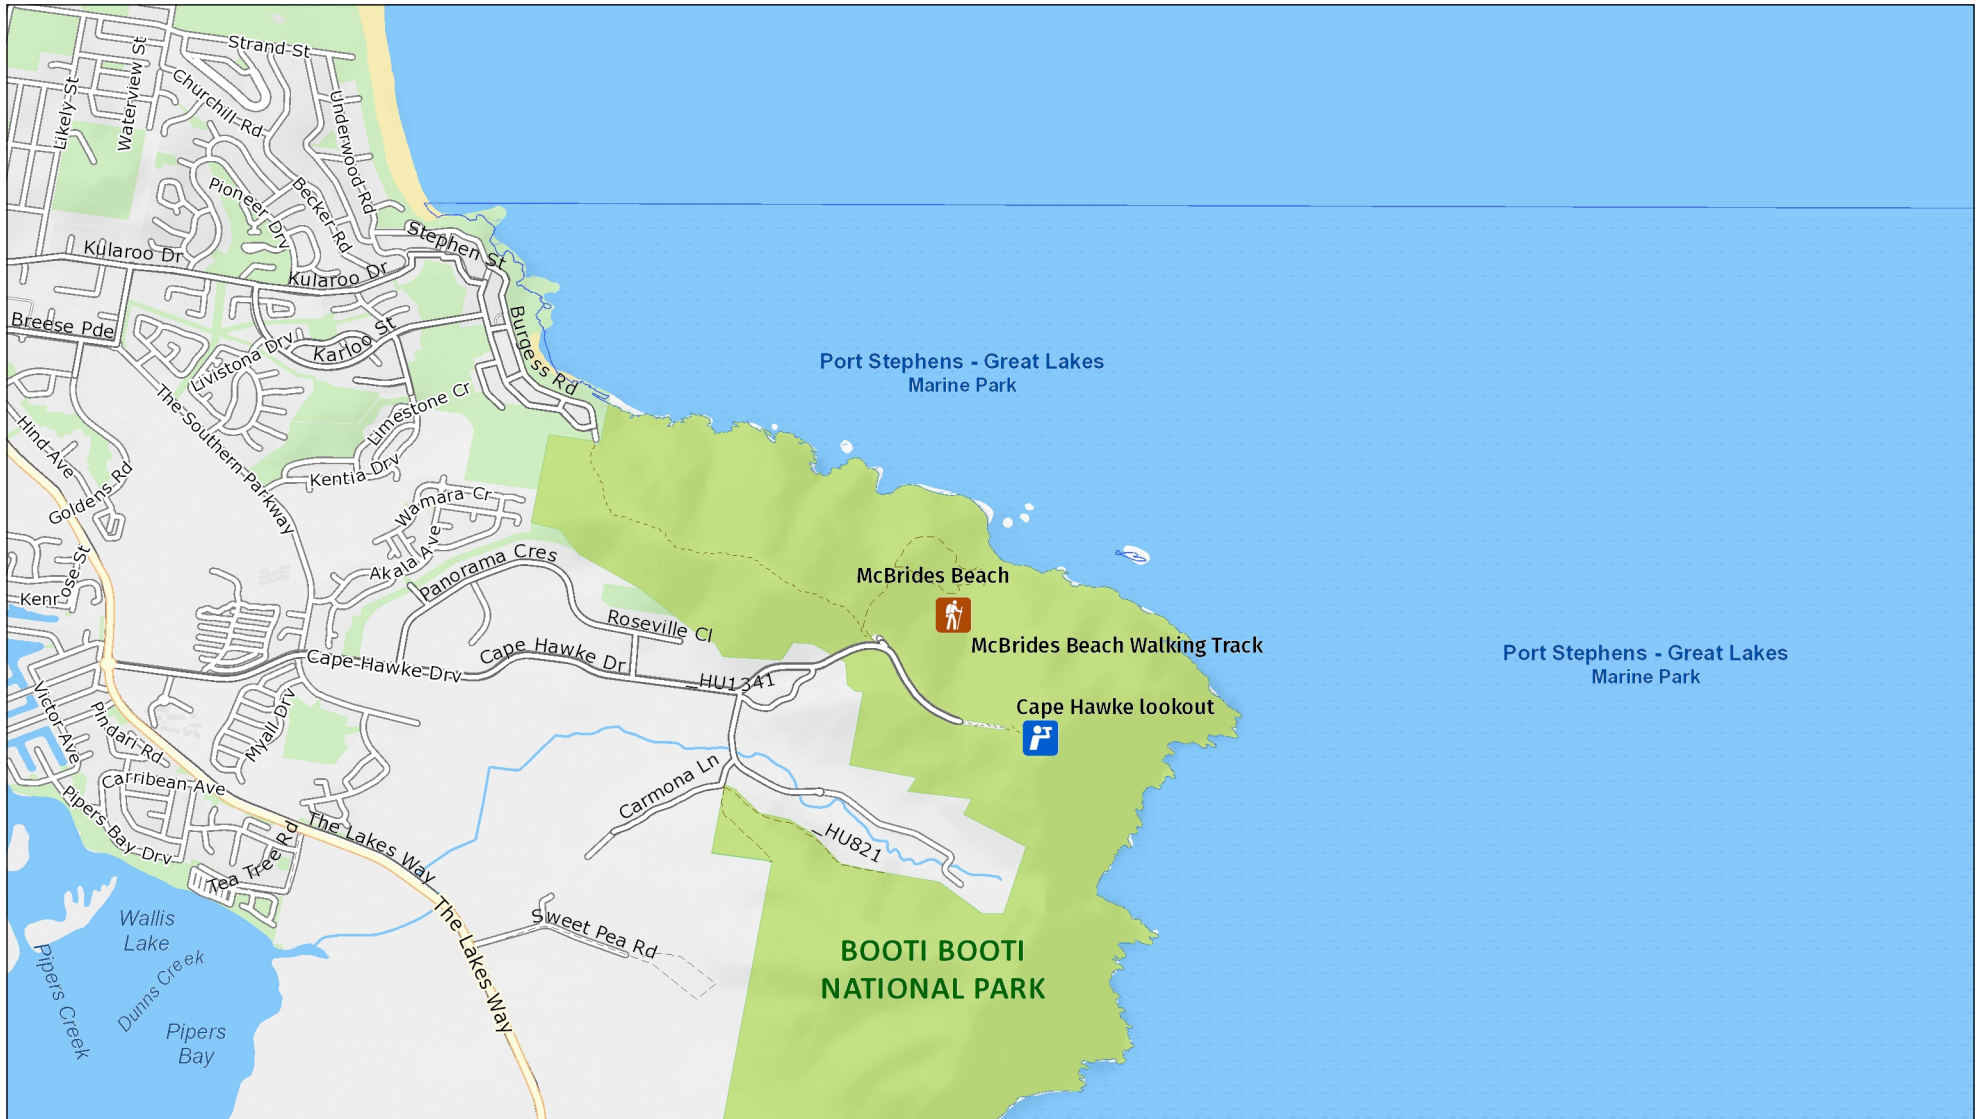 Strand St
Waterview St
Likely St
Churchill Rd
Underwood Rd
Pioneer Drv
Becker Rd
Stephen St
Kularoo Dr
Kularoo Dr
Breese Pde
Burgess Rd
Karloo St
Livistona Drv
Port Stephens - Great Lakes
Marine Park
The Southern Parkway
Limestone Cr
Hind Ave
Goldens Rd
Kentia Drv
Wamara Cr
Akala Ave
Panorama Cres
McBrides Beach
ose St
Kenr
Roseville Cl
McBrides Beach Walking Track
Cape Hawke Drv
Cape Hawke Dr
_HU1341
Port Stephens - Great Lakes
Marine Park
Cape Hawke lookout
Victor Ave
Pindari Rd
Myall Drv
Carribean Ave
Pipers Bay Drv
Carmona Ln
The Lakes Way
_HU821
Tea Tree Rd
Wallis
Lake
Sweet Pea Rd
The Lakes Way
Dunns Creek
Pipers Creek
Pipers
Bay
BOOTI BOOTI
NATIONAL PARK